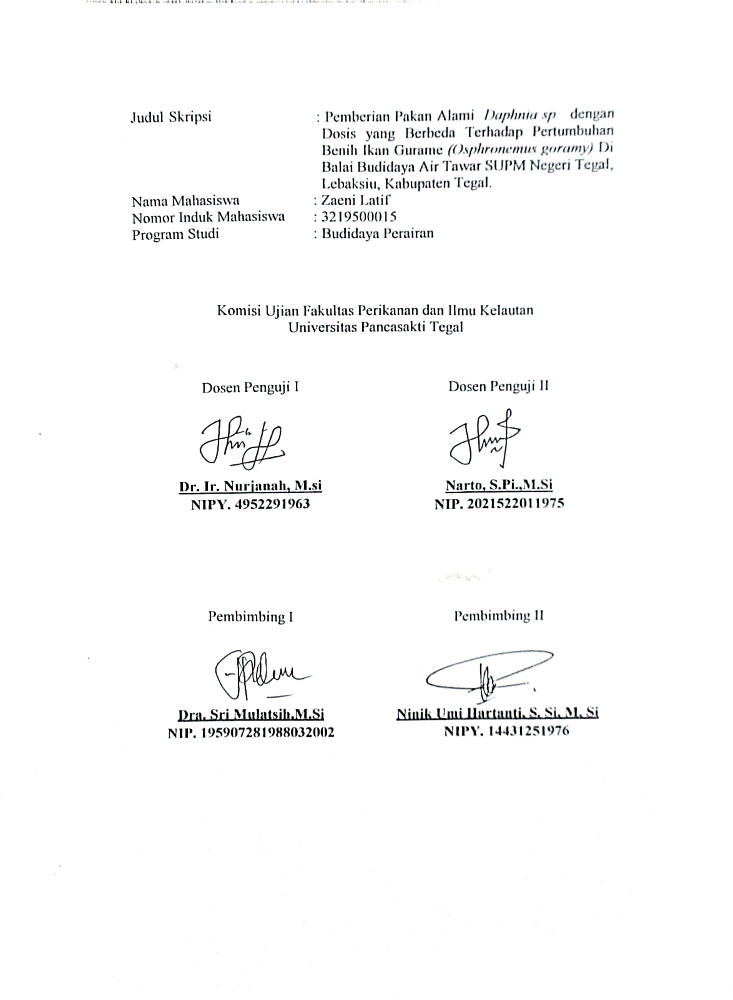 Judul Skripsi : Pemberian Pakan Alami Daphnia sp dengan
Dosis yang Berbeda Terhadap Pertumbuhan
Benih Ikan Gurame (Osphronemus goramy) Di
Balai Budidaya Air Tawar SUPM Negeri Tegal,
Lebaksiu, Kabupaten Tegal.
Nama Mahasiswa : Zaeni Latif
Nomor Induk Mahasiswa : 3219500015
Program Studi : Budidaya Perairan
Komisi Ujian Fakultas Perikanan dan Ilmu Kelautan
Universitas Pancasakti Tegal
Dosen Penguji I Dosen Penguji II
Dr. Ir. Nurjanah, M.si Narto, S.Pi.,M.Si
NIPY. 4952291963 NIP. 2021522011975
Pembimbing I Pembimbing II
Dra. Sri Mulatsih.M.Si Ninik Umi Hartanti. S. Si. M. Si
NIP. 195907281988032002 NIPY. 14431251976